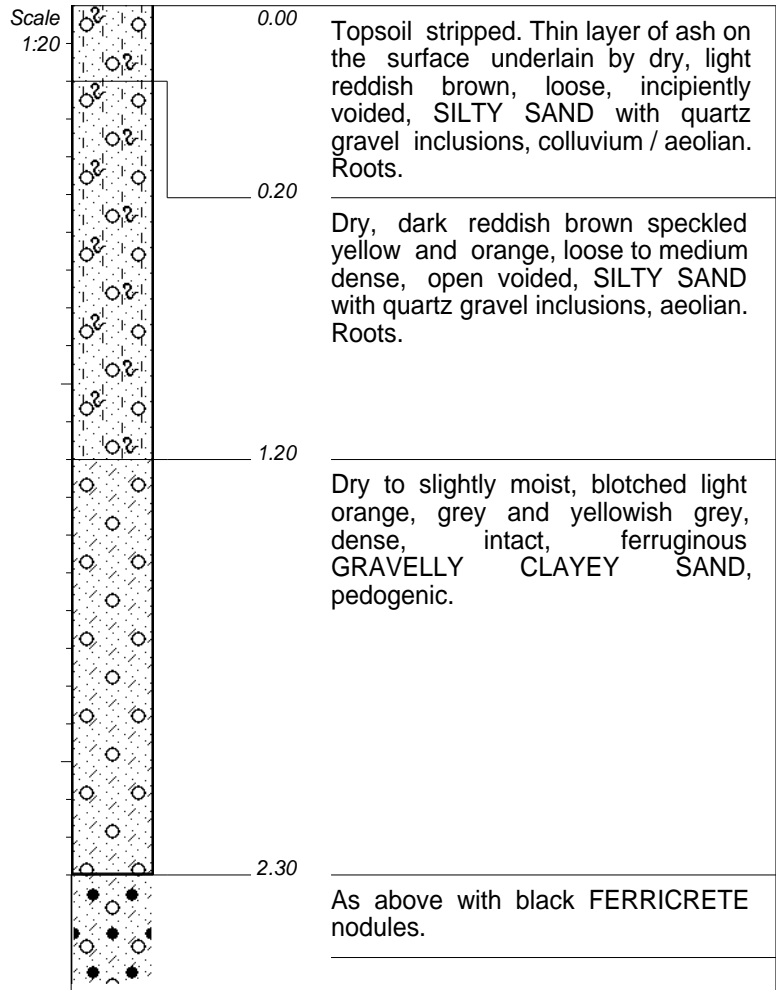 Scale
1:20
0.00
Topsoil stripped. Thin layer of ash on
the surface underlain by dry, light
reddish brown, loose, incipiently
voided, SILTY SAND with quartz
gravel inclusions, colluvium / aeolian.
Roots.
0.20
Dry, dark reddish brown speckled
yellow and orange, loose to medium
dense, open voided, SILTY SAND
with quartz gravel inclusions, aeolian.
Roots.
1.20
Dry to slightly moist, blotched light
orange, grey and yellowish grey,
dense, intact, ferruginous
GRAVELLY CLAYEY SAND,
pedogenic.
2.30
As above with black FERRICRETE
nodules.